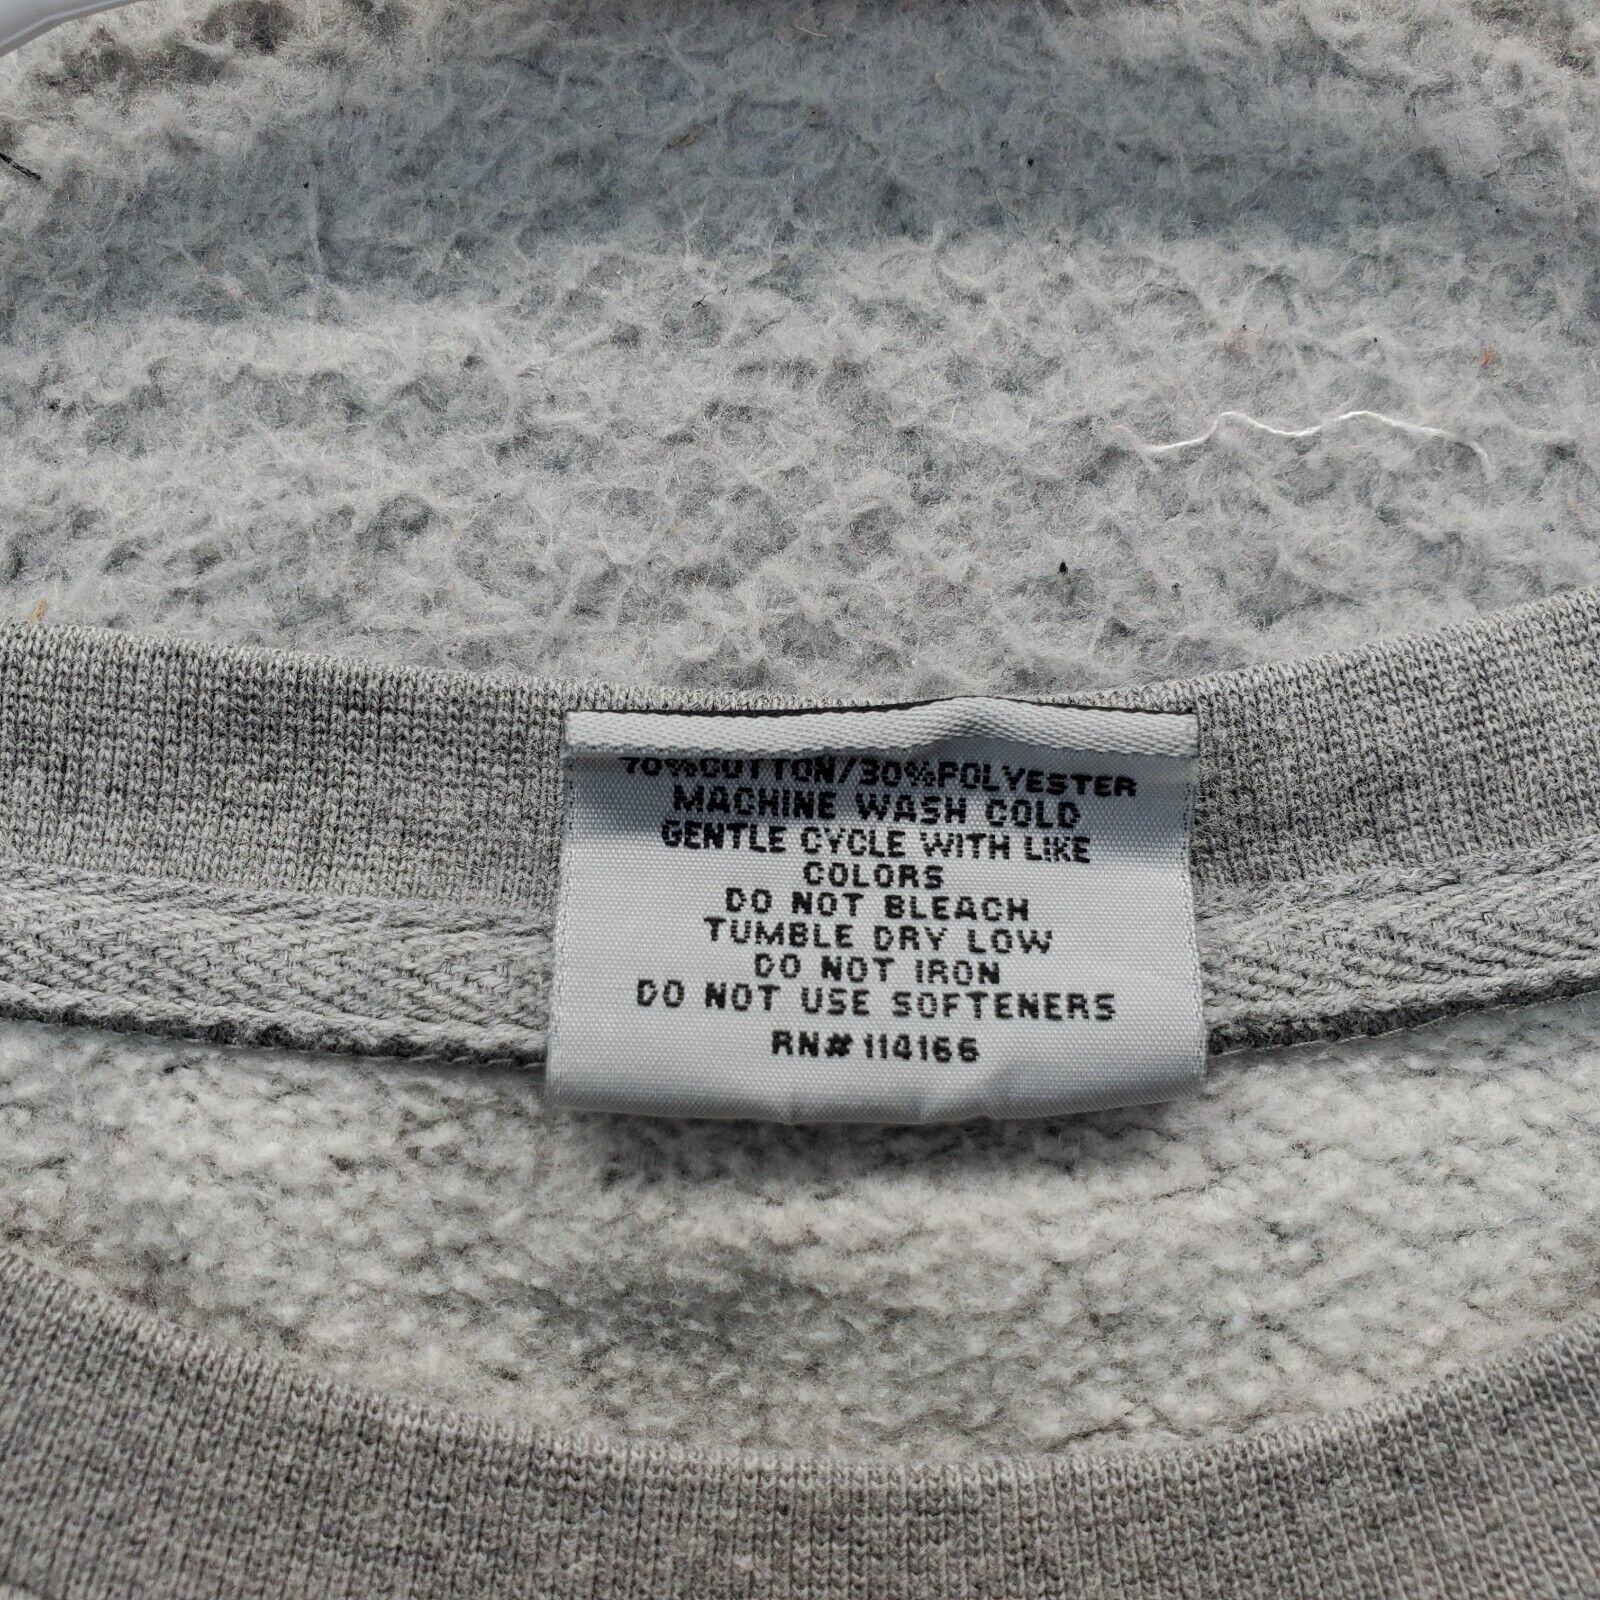 70%COTTON/30%POLYESTER
MACHINE WASH COLD
GENTLE CYCLE WITH LIKE
COLORS
DO NOT BLEACH
TUMBLE DRY LOW
DO NOT IRON
DO NOT USE SOFTENERS
RN# 114166